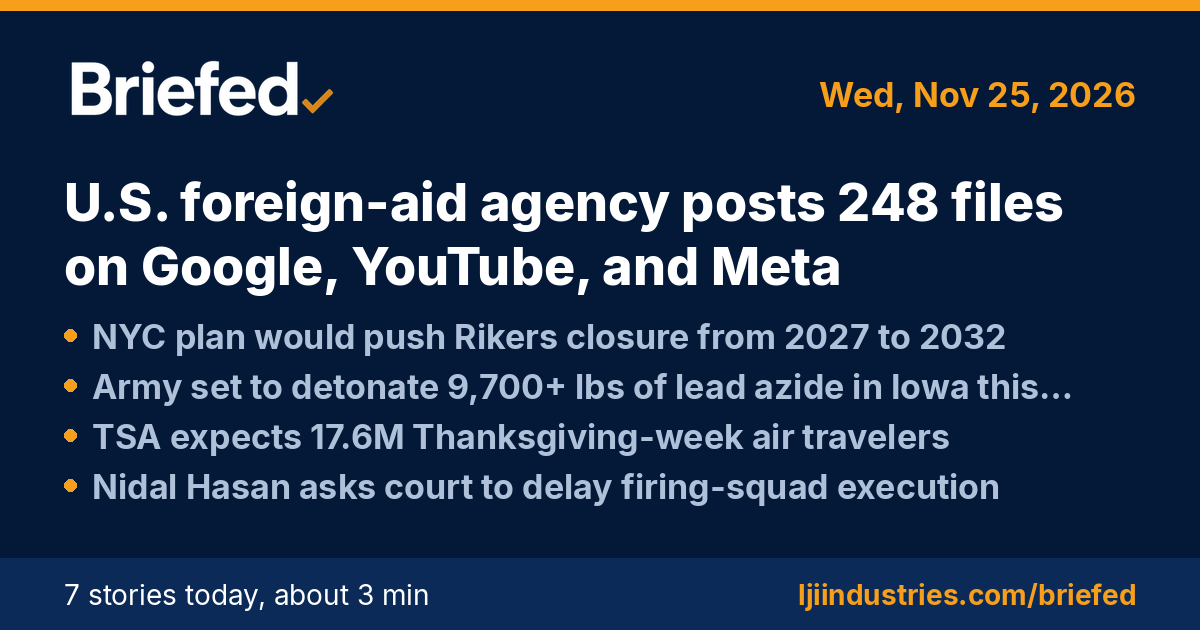 Briefed
Wed, Nov 25, 2026
U.S. foreign-aid agency posts 248 files
on Google, YouTube, and Meta
NYC plan would push Rikers closure from 2027 to 2032
Army set to detonate 9,700+ lbs of lead azide in Iowa this…
TSA expects 17.6M Thanksgiving-week air travelers
Nidal Hasan asks court to delay firing-squad execution
7 stories today, about 3 min
ljiindustries.com/briefed